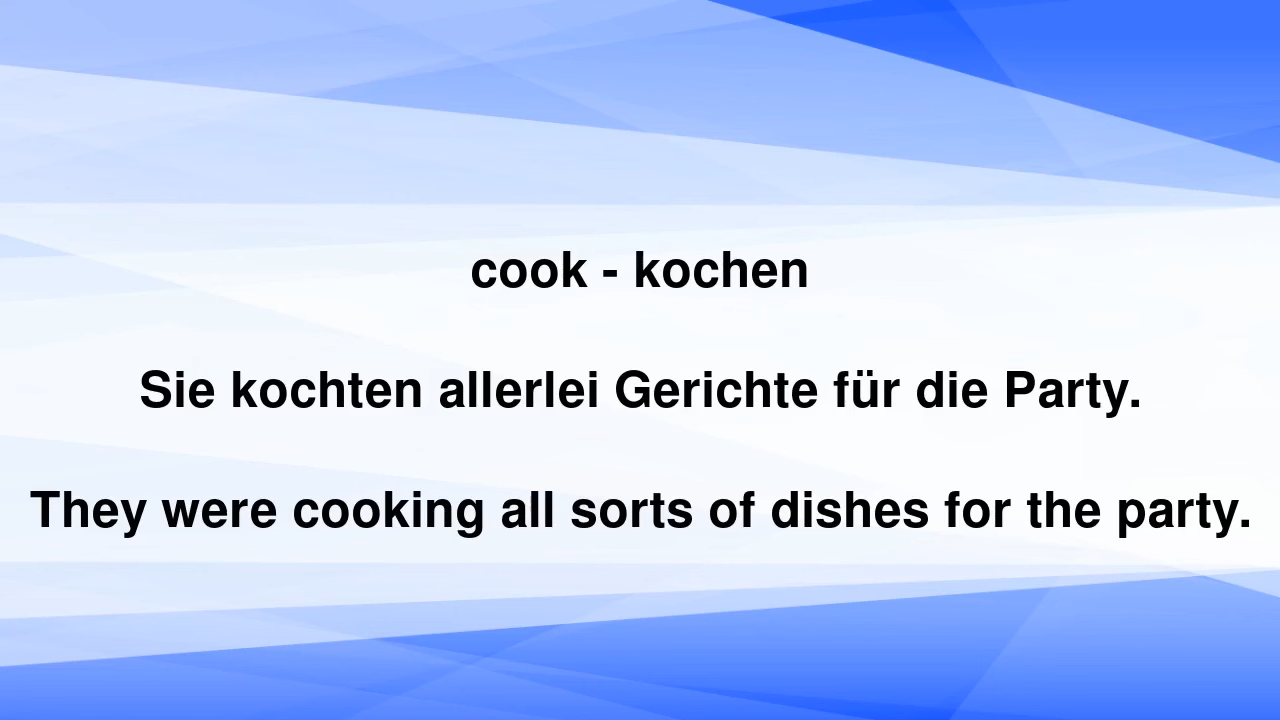 cook - kochen
Sie kochten allerlei Gerichte für die Party.
They were cooking all sorts of dishes for the party.